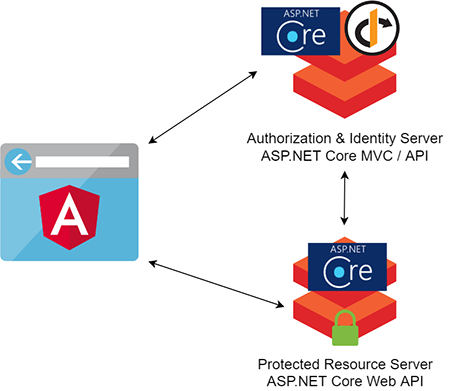 ASP.NET
Core
Authorization & Identity Server
ASP.NET Core MVC / API
A
ASP.NET
Core
Protected Resource Server
ASP.NET Core Web API